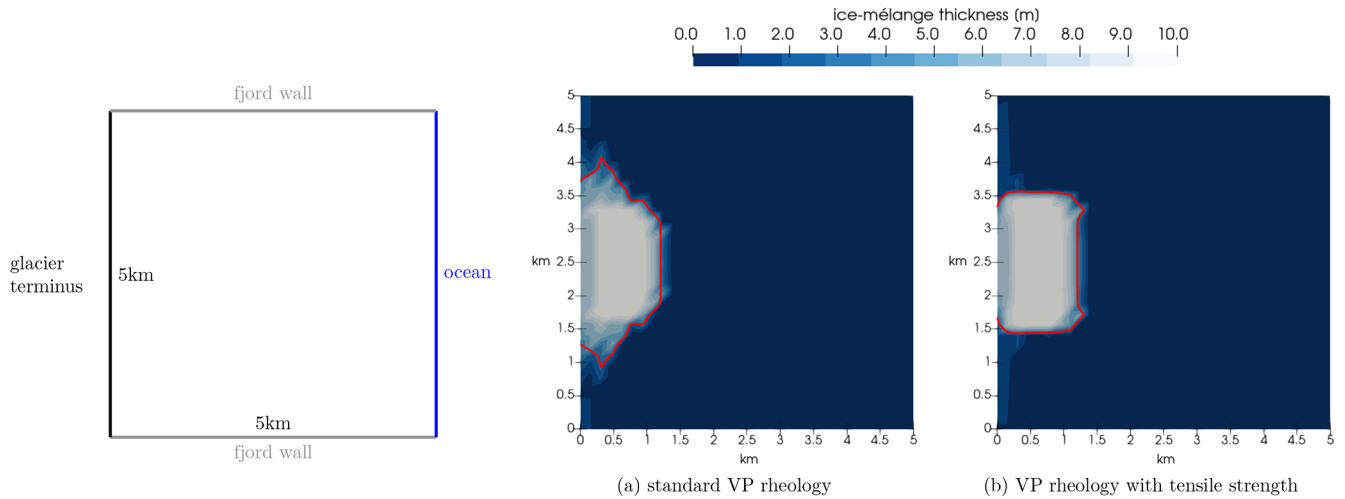 ice-mélange thickness [m]
0.0 1.0 2.0 3.0 4.0 5.0 6.0 7.0 8.0 9.0 10.0
fjord wall
glacier
terminus
5km
ocean
5km
fjord wall
5
4.5
4
3.5
3
km 2.5
2
1.5
1
0.5
0
0 0.5 1 1.5 2 2.5 3 3.5 4 4.5 5
km
(a) standard VP rheology
5
4.5
4
3.5
3
km 2.5
2
1.5
1
0.5
0
0 0.5 1 1.5 2 2.5 3 3.5 4 4.5 5
km
(b) VP rheology with tensile strength